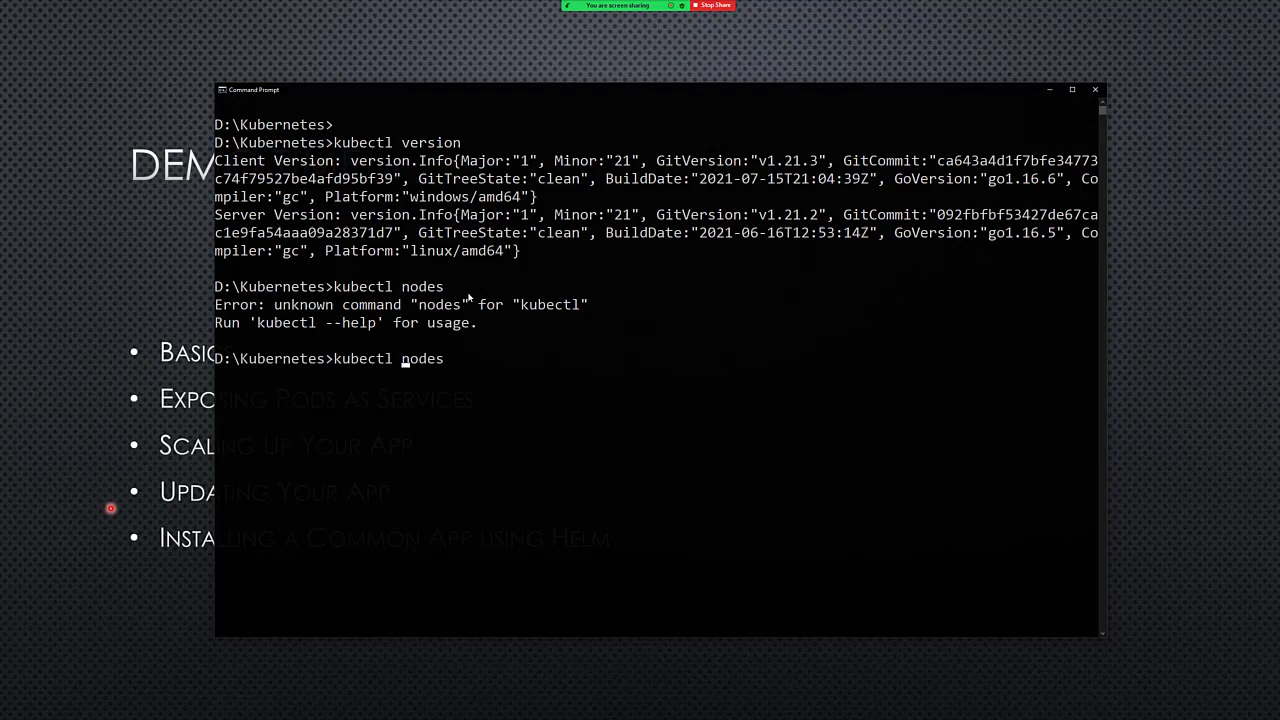 You are screen sharing
Stop Share
Command Prompt
DEM
D:\Kubernetes>
D:\Kubernetes>kubectl version
Client Version: version.Info{Major:"1", Minor:"21", GitVersion:"v1.21.3", GitCommit:"ca643a4d1f7bfe34773
c74f79527be4afd95bf39", GitTreeState:"clean", BuildDate:"2021-07-15T21:04:39Z", GoVersion:"go1.16.6", Co
mpiler:"gc", Platform:"windows/amd64"}
Server Version: version.Info{Major:"1", Minor:"21", GitVersion:"v1.21.2", GitCommit:"092fbfbf53427de67ca
c1e9fa54aaa09a28371d7", GitTreeState:"clean", BuildDate:"2021-06-16T12:53:14Z", GoVersion:"go1.16.5", Co
mpiler:"gc", Platform:"linux/amd64"}
D:\Kubernetes>kubectl nodes
Error: unknown command "nodes" for "kubectl"
Run 'kubectl --help' for usage.
D:\Kubernetes>kubectl nodes
• BASICS
• EXPOSING PODS AS SERVICES
• SCALING UP YOUR APP
• UPDATING YOUR APP
• INSTALLING A COMMON APP USING HELM